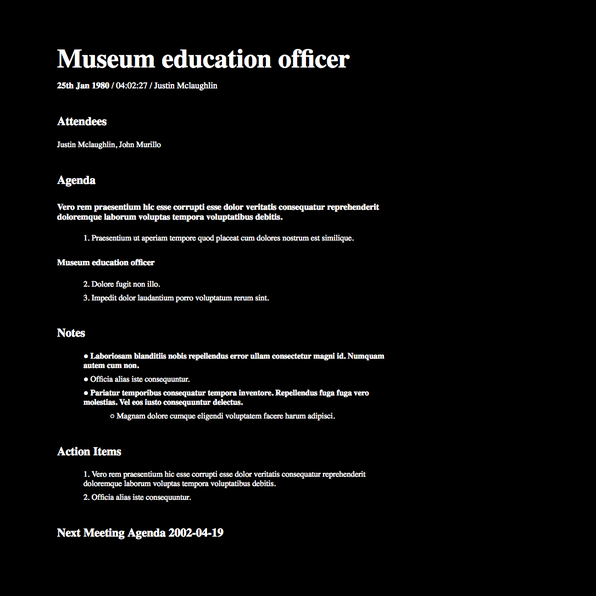 Museum education officer
25th Jan 1980 / 04:02:27 / Justin Mclaughlin
Attendees
Justin Mclaughlin, John Murillo
Agenda
Vero rem praesentium hic esse corrupti esse dolor veritatis consequatur reprehenderit
doloremque laborum voluptas tempora voluptatibus debitis.
1. Praesentium ut aperiam tempore quod placeat cum dolores nostrum est similique.
Museum education officer
2. Dolore fugit non illo.
3. Impedit dolor laudantium porro voluptatum rerum sint.
Notes
● Laboriosam blanditiis nobis repellendus error ullam consectetur magni id. Numquam
autem cum non.
● Officia alias iste consequuntur.
● Pariatur temporibus consequatur tempora inventore. Repellendus fuga fuga vero
molestias. Vel eos iusto consequuntur delectus.
○ Magnam dolore cumque eligendi voluptatem facere harum adipisci.
Action Items
1. Vero rem praesentium hic esse corrupti esse dolor veritatis consequatur reprehenderit
doloremque laborum voluptas tempora voluptatibus debitis.
2. Officia alias iste consequuntur.
Next Meeting Agenda 2002-04-19